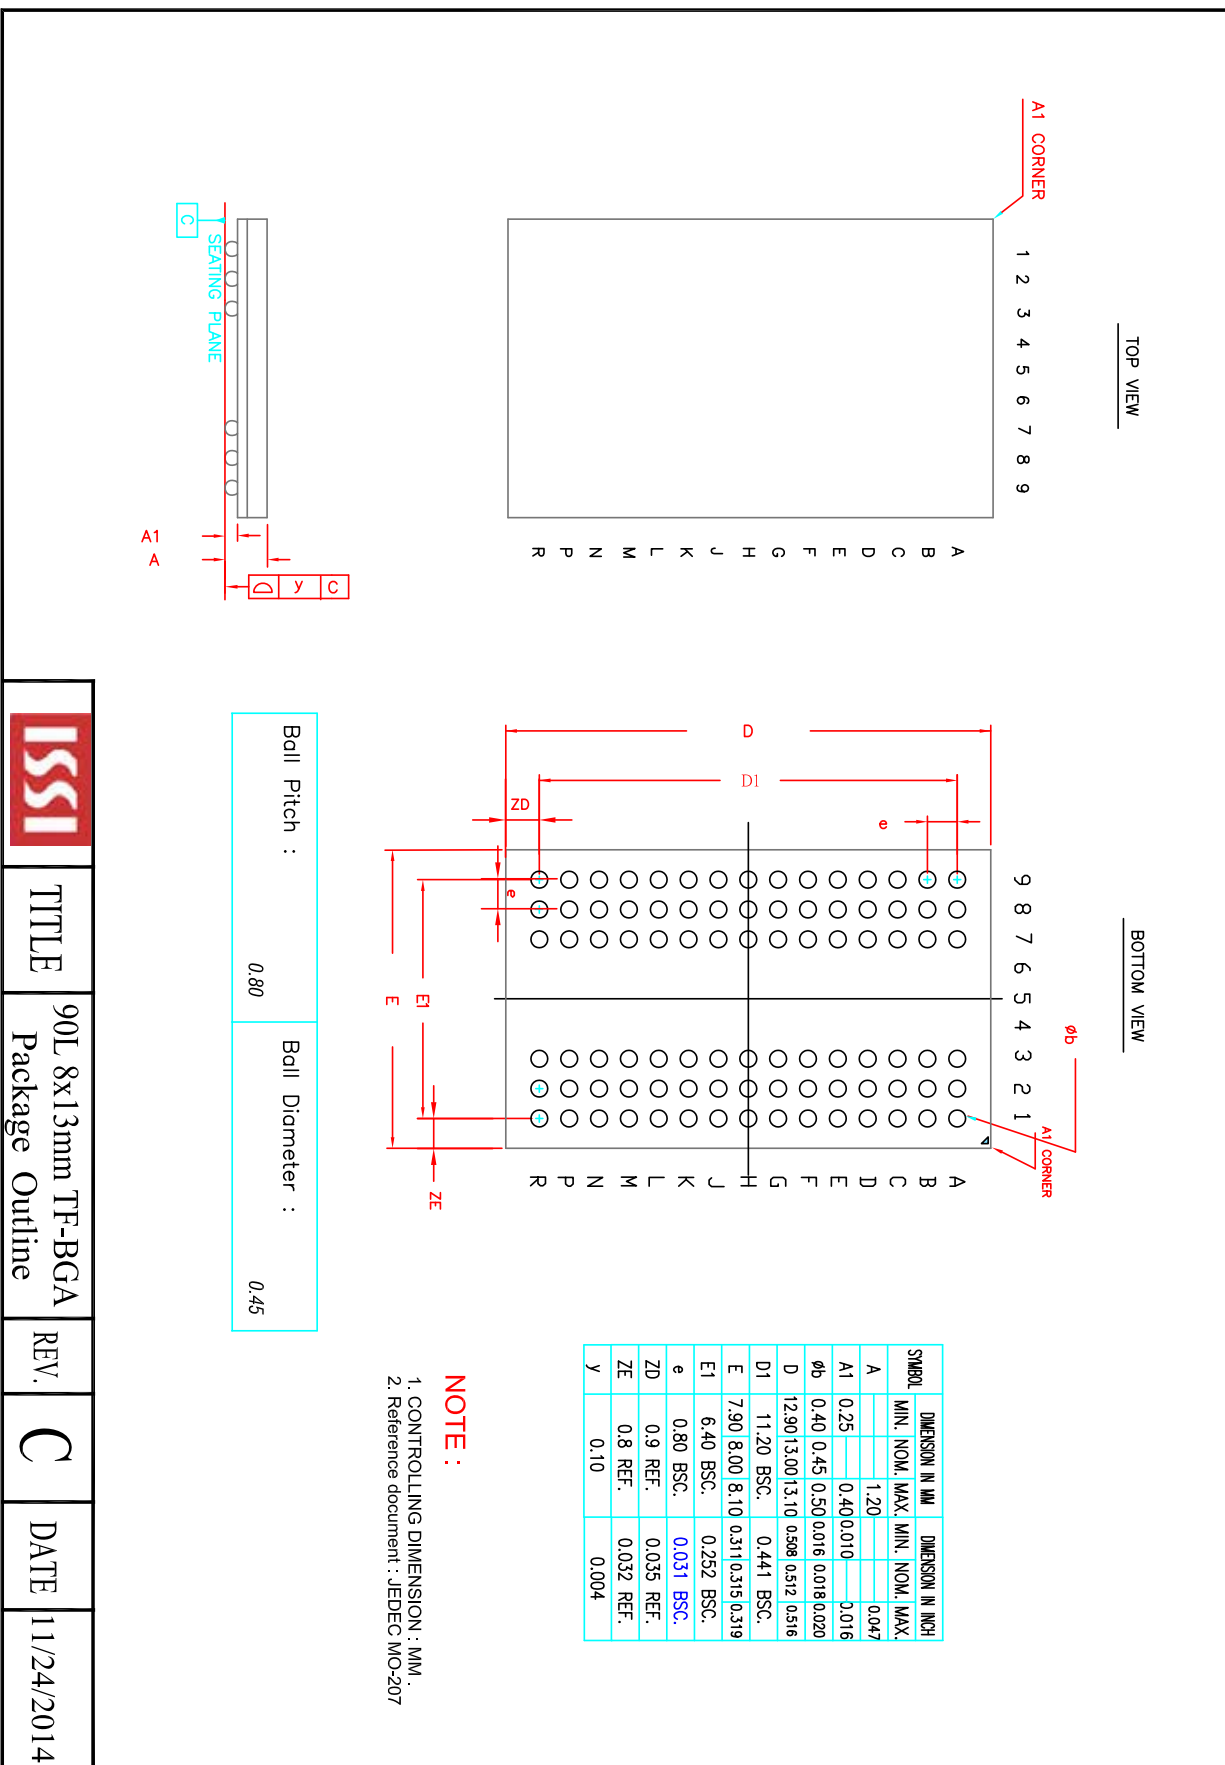 TOP VIEW
A1 CORNER
1 2 3 4 5 6 7 8 9
A
B
C
D
E
F
G
H
J
K
L
M
N
P
R
C
SEATING PLANE
A1
A
y C
BOTTOM VIEW
9 8 7 6 5 4 3 2 1
Øb
A1 CORNER
A
B
C
D
E
F
G
H
J
K
L
M
N
P
R
D
D1
ZD
e
e
E1
E
ZE
SYMBOL DIMENSION IN MM DIMENSION IN INCH
MIN. NOM. MAX. MIN. NOM. MAX.
A 1.20 0.047
A1 0.25 0.40 0.010 0.016
Øb 0.40 0.45 0.50 0.016 0.018 0.020
D 12.90 13.00 13.10 0.508 0.512 0.516
D1 11.20 BSC. 0.441 BSC.
E 7.90 8.00 8.10 0.311 0.315 0.319
E1 6.40 BSC. 0.252 BSC.
e 0.80 BSC. 0.031 BSC.
ZD 0.9 REF. 0.035 REF.
ZE 0.8 REF. 0.032 REF.
y 0.10 0.004
NOTE :
1. CONTROLLING DIMENSION : MM .
2. Reference document : JEDEC MO-207
Ball Pitch :
0.80
Ball Diameter :
0.45
ISSI
TITLE
90L 8x13mm TF-BGA
Package Outline
REV.
C
DATE
11/24/2014